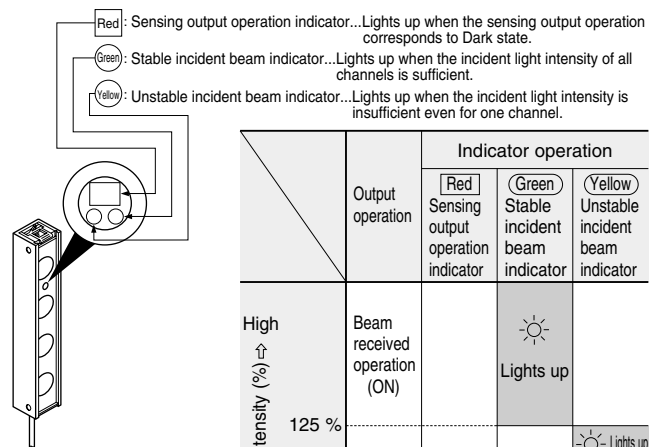 Red : Sensing output operation indicator...Lights up when the sensing output operation
corresponds to Dark state.
Green : Stable incident beam indicator...Lights up when the incident light intensity of all
channels is sufficient.
Yellow : Unstable incident beam indicator...Lights up when the incident light intensity is
insufficient even for one channel.
Indicator operation
Output
operation
Red
Sensing
output
operation
indicator
Green
Stable
incident
beam
indicator
Yellow
Unstable
incident
beam
indicator
High
⇧
(%)
125 %
Beam
received
operation
(ON)
Lights up
Lights up